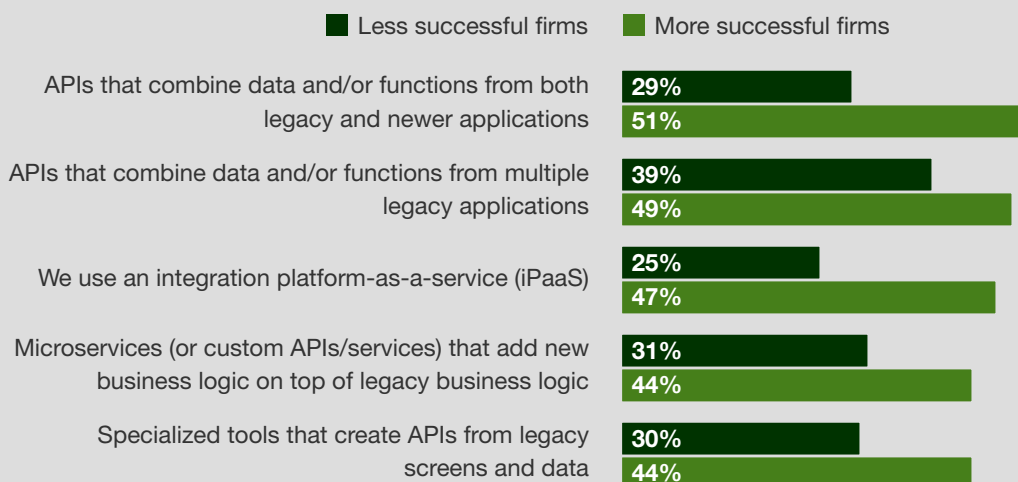 Less successful firms More successful firms
APIs that combine data and/or functions from both
legacy and newer applications
29%
51%
APIs that combine data and/or functions from multiple
legacy applications
39%
49%
We use an integration platform-as-a-service (iPaaS)
25%
47%
Microservices (or custom APIs/services) that add new
business logic on top of legacy business logic
31%
44%
Specialized tools that create APIs from legacy
screens and data
30%
44%